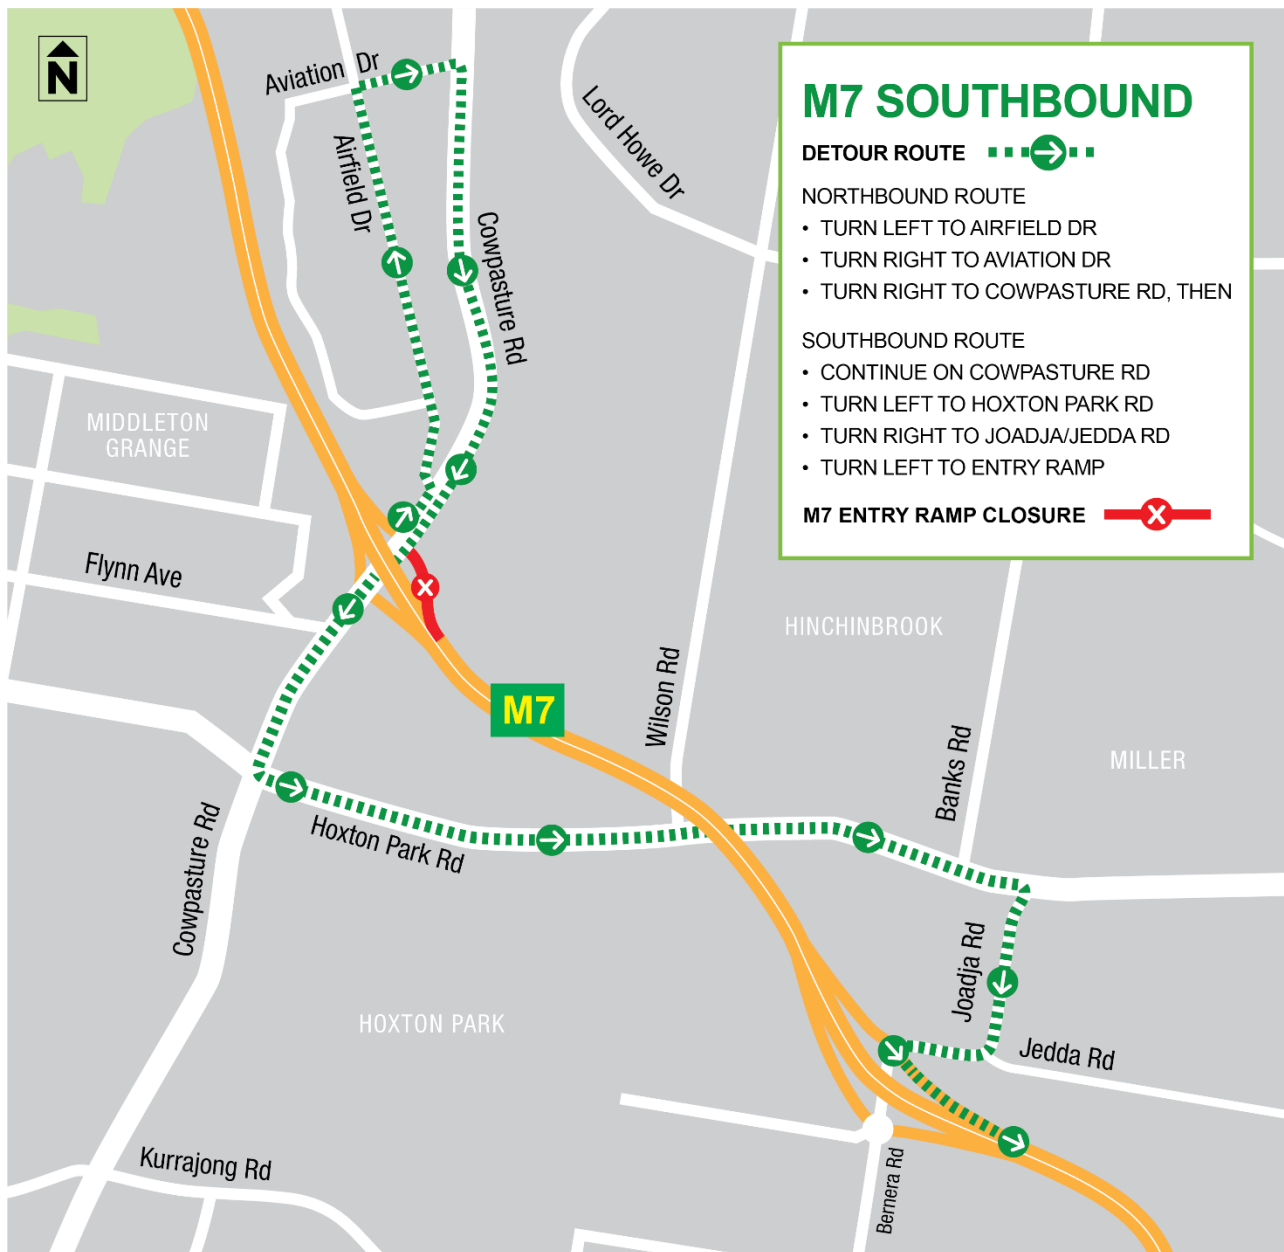 N
Aviation Dr
Airfield Dr
Lord Howe Dr
Cowpasture Rd
M7 SOUTHBOUND
DETOUR ROUTE
NORTHBOUND ROUTE
• TURN LEFT TO AIRFIELD DR
• TURN RIGHT TO AVIATION DR
• TURN RIGHT TO COWPASTURE RD, THEN
SOUTHBOUND ROUTE
• CONTINUE ON COWPASTURE RD
• TURN LEFT TO HOXTON PARK RD
• TURN RIGHT TO JOADJA/JEDDA RD
• TURN LEFT TO ENTRY RAMP
M7 ENTRY RAMP CLOSURE
MIDDLETON
GRANGE
Flynn Ave
HINCHINBROOK
M7
Wilson Rd
Banks Rd
MILLER
Hoxton Park Rd
Cowpasture Rd
Joadja Rd
HOXTON PARK
Jedda Rd
Kurrajong Rd
Bernera Rd